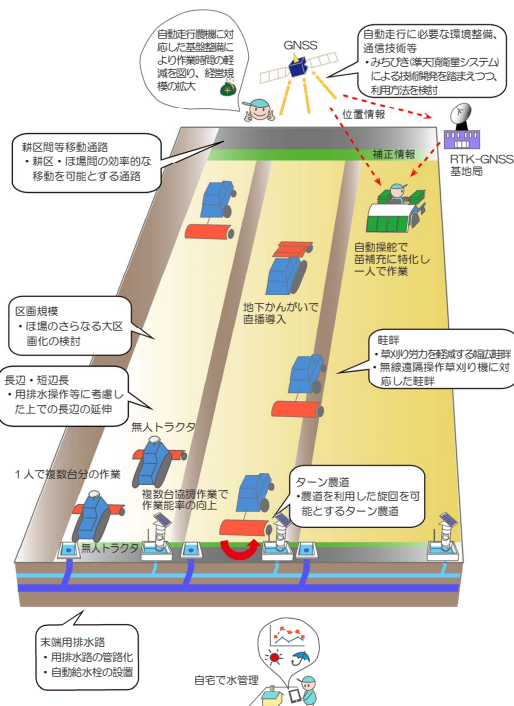 自動走行農機に対
応した基盤整備に
より作業時間の軽
減を図り、経営規
模の拡大
GNSS
自動走行に必要な環境整備、
通信技術等
・みちびき(準天頂衛星システム)
による技術開発を踏まえつつ、
利用方法を検討
位置情報
耕区間等移動通路
・耕区・ほ場間の効率的な
移動を可能とする通路
補正情報
RTK-GNSS
基地局
自動操舵で
苗補充に特化し
一人で作業
地下かんがいで
直播導入
区画規模
・ほ場のさらなる大区
画化の検討
畦畔
・草刈り労力を軽減する幅広畦畔
・無線遠隔操作草刈り機に対
応した畦畔
長辺・短辺長
・用排水操作等に考慮し
た上での長辺の延伸
無人トラクタ
1人で複数台分の作業
複数台協調作業で
作業能率の向上
ターン農道
・農道を利用した旋回を可
能とするターン農道
無人トラクタ
末端用排水路
・用排水路の管路化
・自動給水栓の設置
自宅で水管理